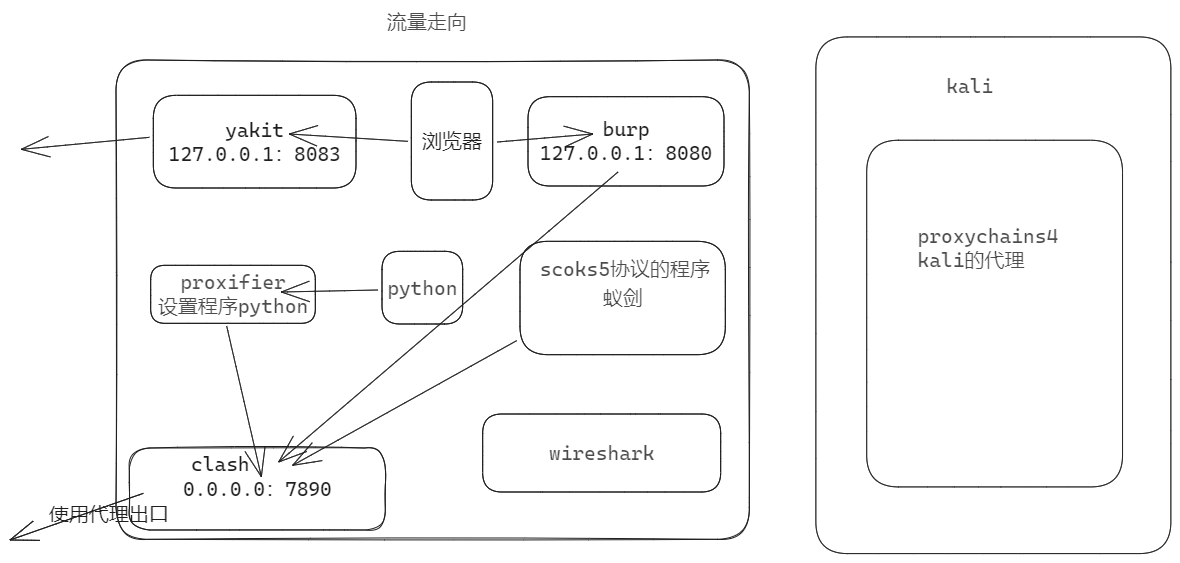 流量走向
kali
yakit
127.0.0.1: 8083
浏览器
burp
127.0.0.1: 8080
proxifier
设置程序python
python
scoks5协议的程序
蚁剑
proxychains4
kali的代理
clash
0.0.0.0: 7890
wireshark
使用代理出口